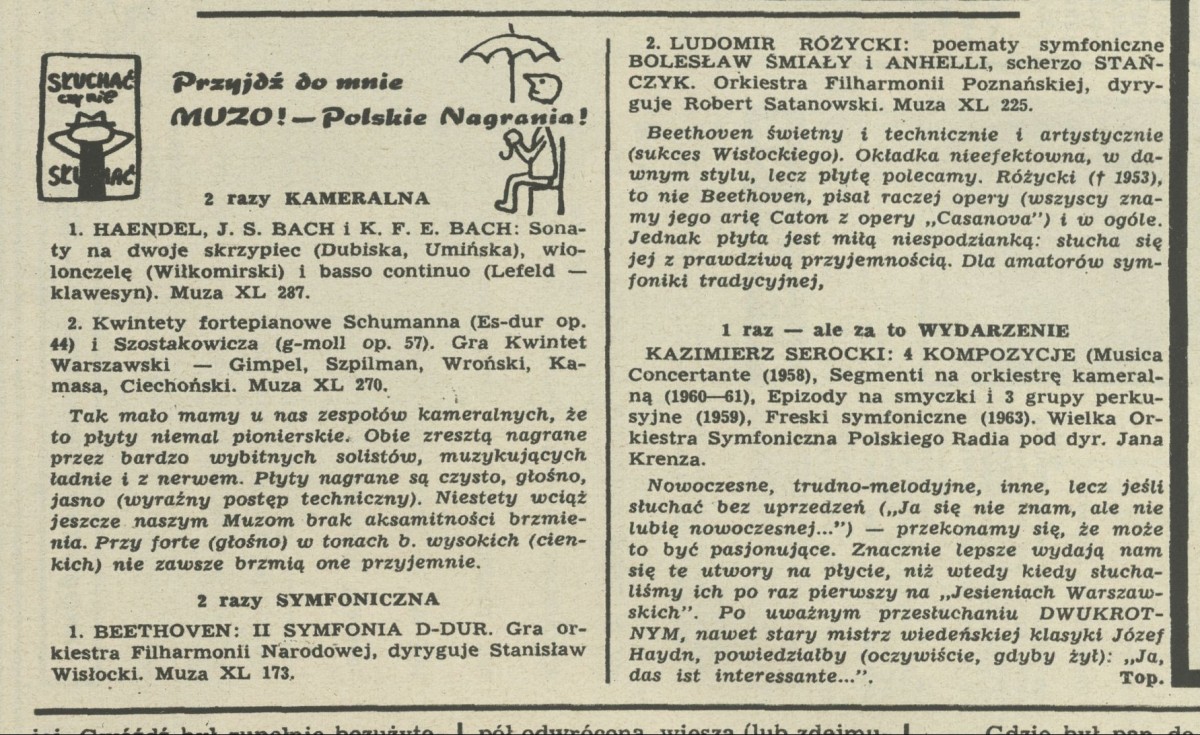 SŁUCHAĆ
czy nie
SŁUCHAĆ
Przyjdź do mnie
MUZO! — Polskie Nagrania!
2 razy KAMERALNA
1. HAENDEL, J. S. BACH i K. F. E. BACH: Sona-
ty na dwoje skrzypiec (Dubiska, Umińska), wio-
lonczelę (Wiłkomirski) i basso continuo (Lefeld —
klawesyn). Muza XL 287.
2. Kwintety fortepianowe Schumanna (Es-dur op.
44) i Szostakowicza (g-moll op. 57). Gra Kwintet
Warszawski — Gimpel, Szpilman, Wroński, Ka-
masa, Ciechoński. Muza XL 270.
Tak mało mamy u nas zespołów kameralnych, że
to płyty niemal pionierskie. Obie zresztą nagrane
przez bardzo wybitnych solistów, muzykujących
ładnie i z nerwem. Płyty nagrane są czysto, głośno,
jasno (wyraźny postęp techniczny). Niestety wciąż
jeszcze naszym Muzom brak aksamitności brzmie-
nia. Przy forte (głośno) w tonach b. wysokich (cien-
kich) nie zawsze brzmią one przyjemnie.
2 razy SYMFONICZNA
1. BEETHOVEN: II SYMFONIA D-DUR. Gra or-
kiestra Filharmonii Narodowej, dyryguje Stanisław
Wisłocki. Muza XL 173.
2. LUDOMIR RÓŻYCKI: poematy symfoniczne
BOLESŁAW ŚMIAŁY i ANHELLI, scherzo STAŃ-
CZYK. Orkiestra Filharmonii Poznańskiej, dyry-
guje Robert Satanowski. Muza XL 225.
Beethoven świetny i technicznie i artystycznie
(sukces Wisłockiego). Okładka nieefektowna, w da-
wnym stylu, lecz płytę polecamy. Różycki († 1953),
to nie Beethoven, pisał raczej opery (wszyscy zna-
my jego arię Caton z opery „Casanova") i w ogóle.
Jednak płyta jest miłą niespodzianką: słucha się
jej z prawdziwą przyjemnością. Dla amatorów sym-
foniki tradycyjnej,
1 raz — ale za to WYDARZENIE
KAZIMIERZ SEROCKI: 4 KOMPOZYCJE (Musica
Concertante (1958), Segmenti na orkiestrę kameral-
ną (1960—61), Epizody na smyczki i 3 grupy perku-
syjne (1959), Freski symfoniczne (1963). Wielka Or-
kiestra Symfoniczna Polskiego Radia pod dyr. Jana
Krenza.
Nowoczesne, trudno-melodyjne, inne, lecz jeśli
słuchać bez uprzedzeń („Ja się nie znam, ale nie
lubię nowoczesnej...") — przekonamy się, że może
to być pasjonujące. Znacznie lepsze wydają nam
się te utwory na płycie, niż wtedy kiedy słucha-
liśmy ich po raz pierwszy na „Jesieniach Warszaw-
skich". Po uważnym przesłuchaniu DWUKROT-
NYM, nawet stary mistrz wiedeńskiej klasyki Józef
Haydn, powiedziałby (oczywiście, gdyby żył): „Ja,
das ist interessante...". Top.